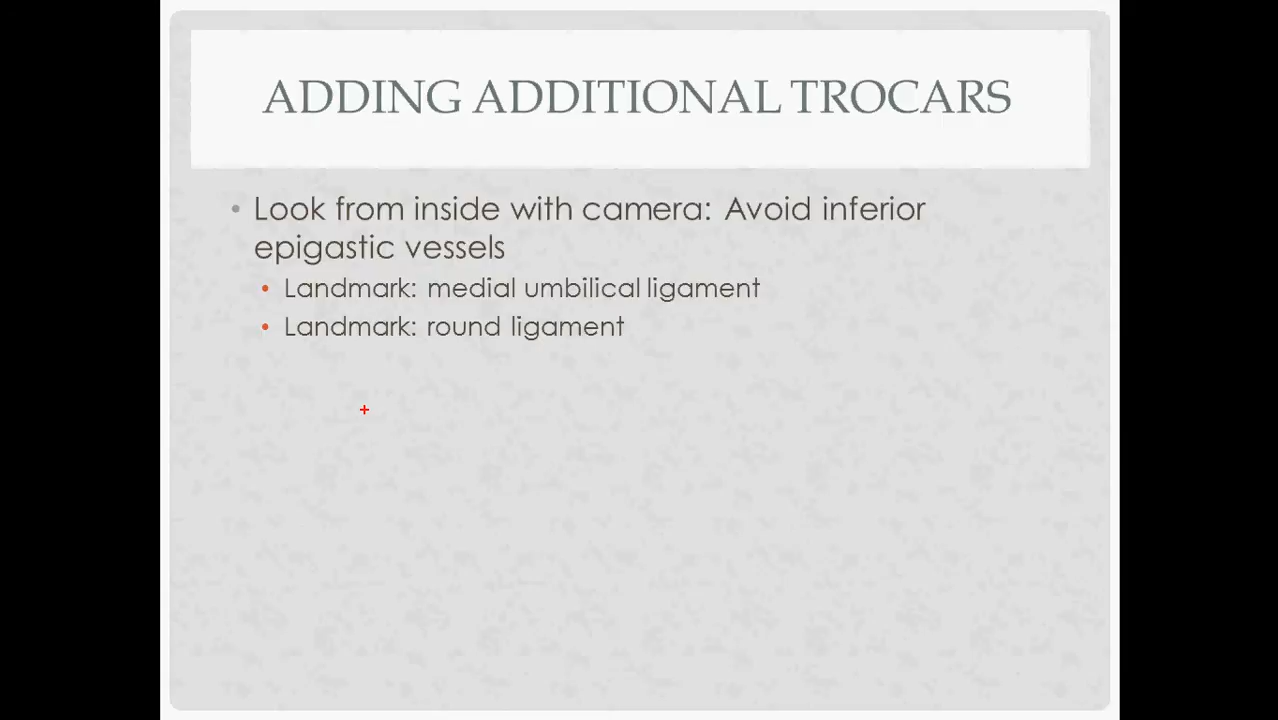 ADDING ADDITIONAL TROCARS
• Look from inside with camera: Avoid inferior
epigastic vessels
• Landmark: medial umbilical ligament
• Landmark: round ligament